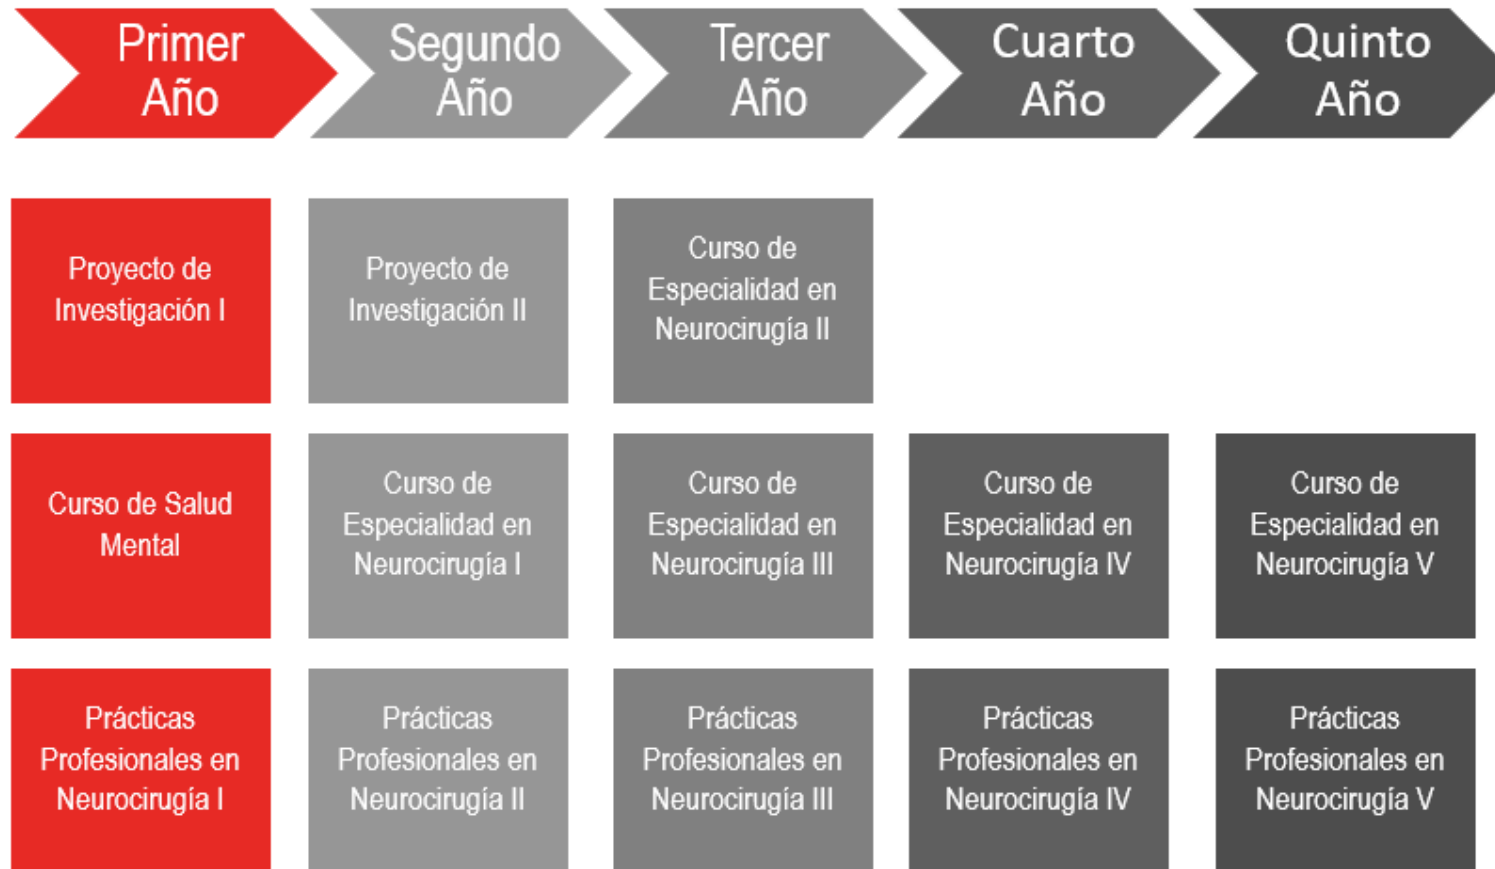 Primer
Año
Segundo
Año
Tercer
Año
Cuarto
Año
Quinto
Año
Proyecto de
Investigación I
Proyecto de
Investigación II
Curso de
Especialidad en
Neurocirugía II
Curso de Salud
Mental
Curso de
Especialidad en
Neurocirugía I
Curso de
Especialidad en
Neurocirugía III
Curso de
Especialidad en
Neurocirugía IV
Curso de
Especialidad en
Neurocirugía V
Prácticas
Profesionales en
Neurocirugía I
Prácticas
Profesionales en
Neurocirugía II
Prácticas
Profesionales en
Neurocirugía III
Prácticas
Profesionales en
Neurocirugía IV
Prácticas
Profesionales en
Neurocirugía V